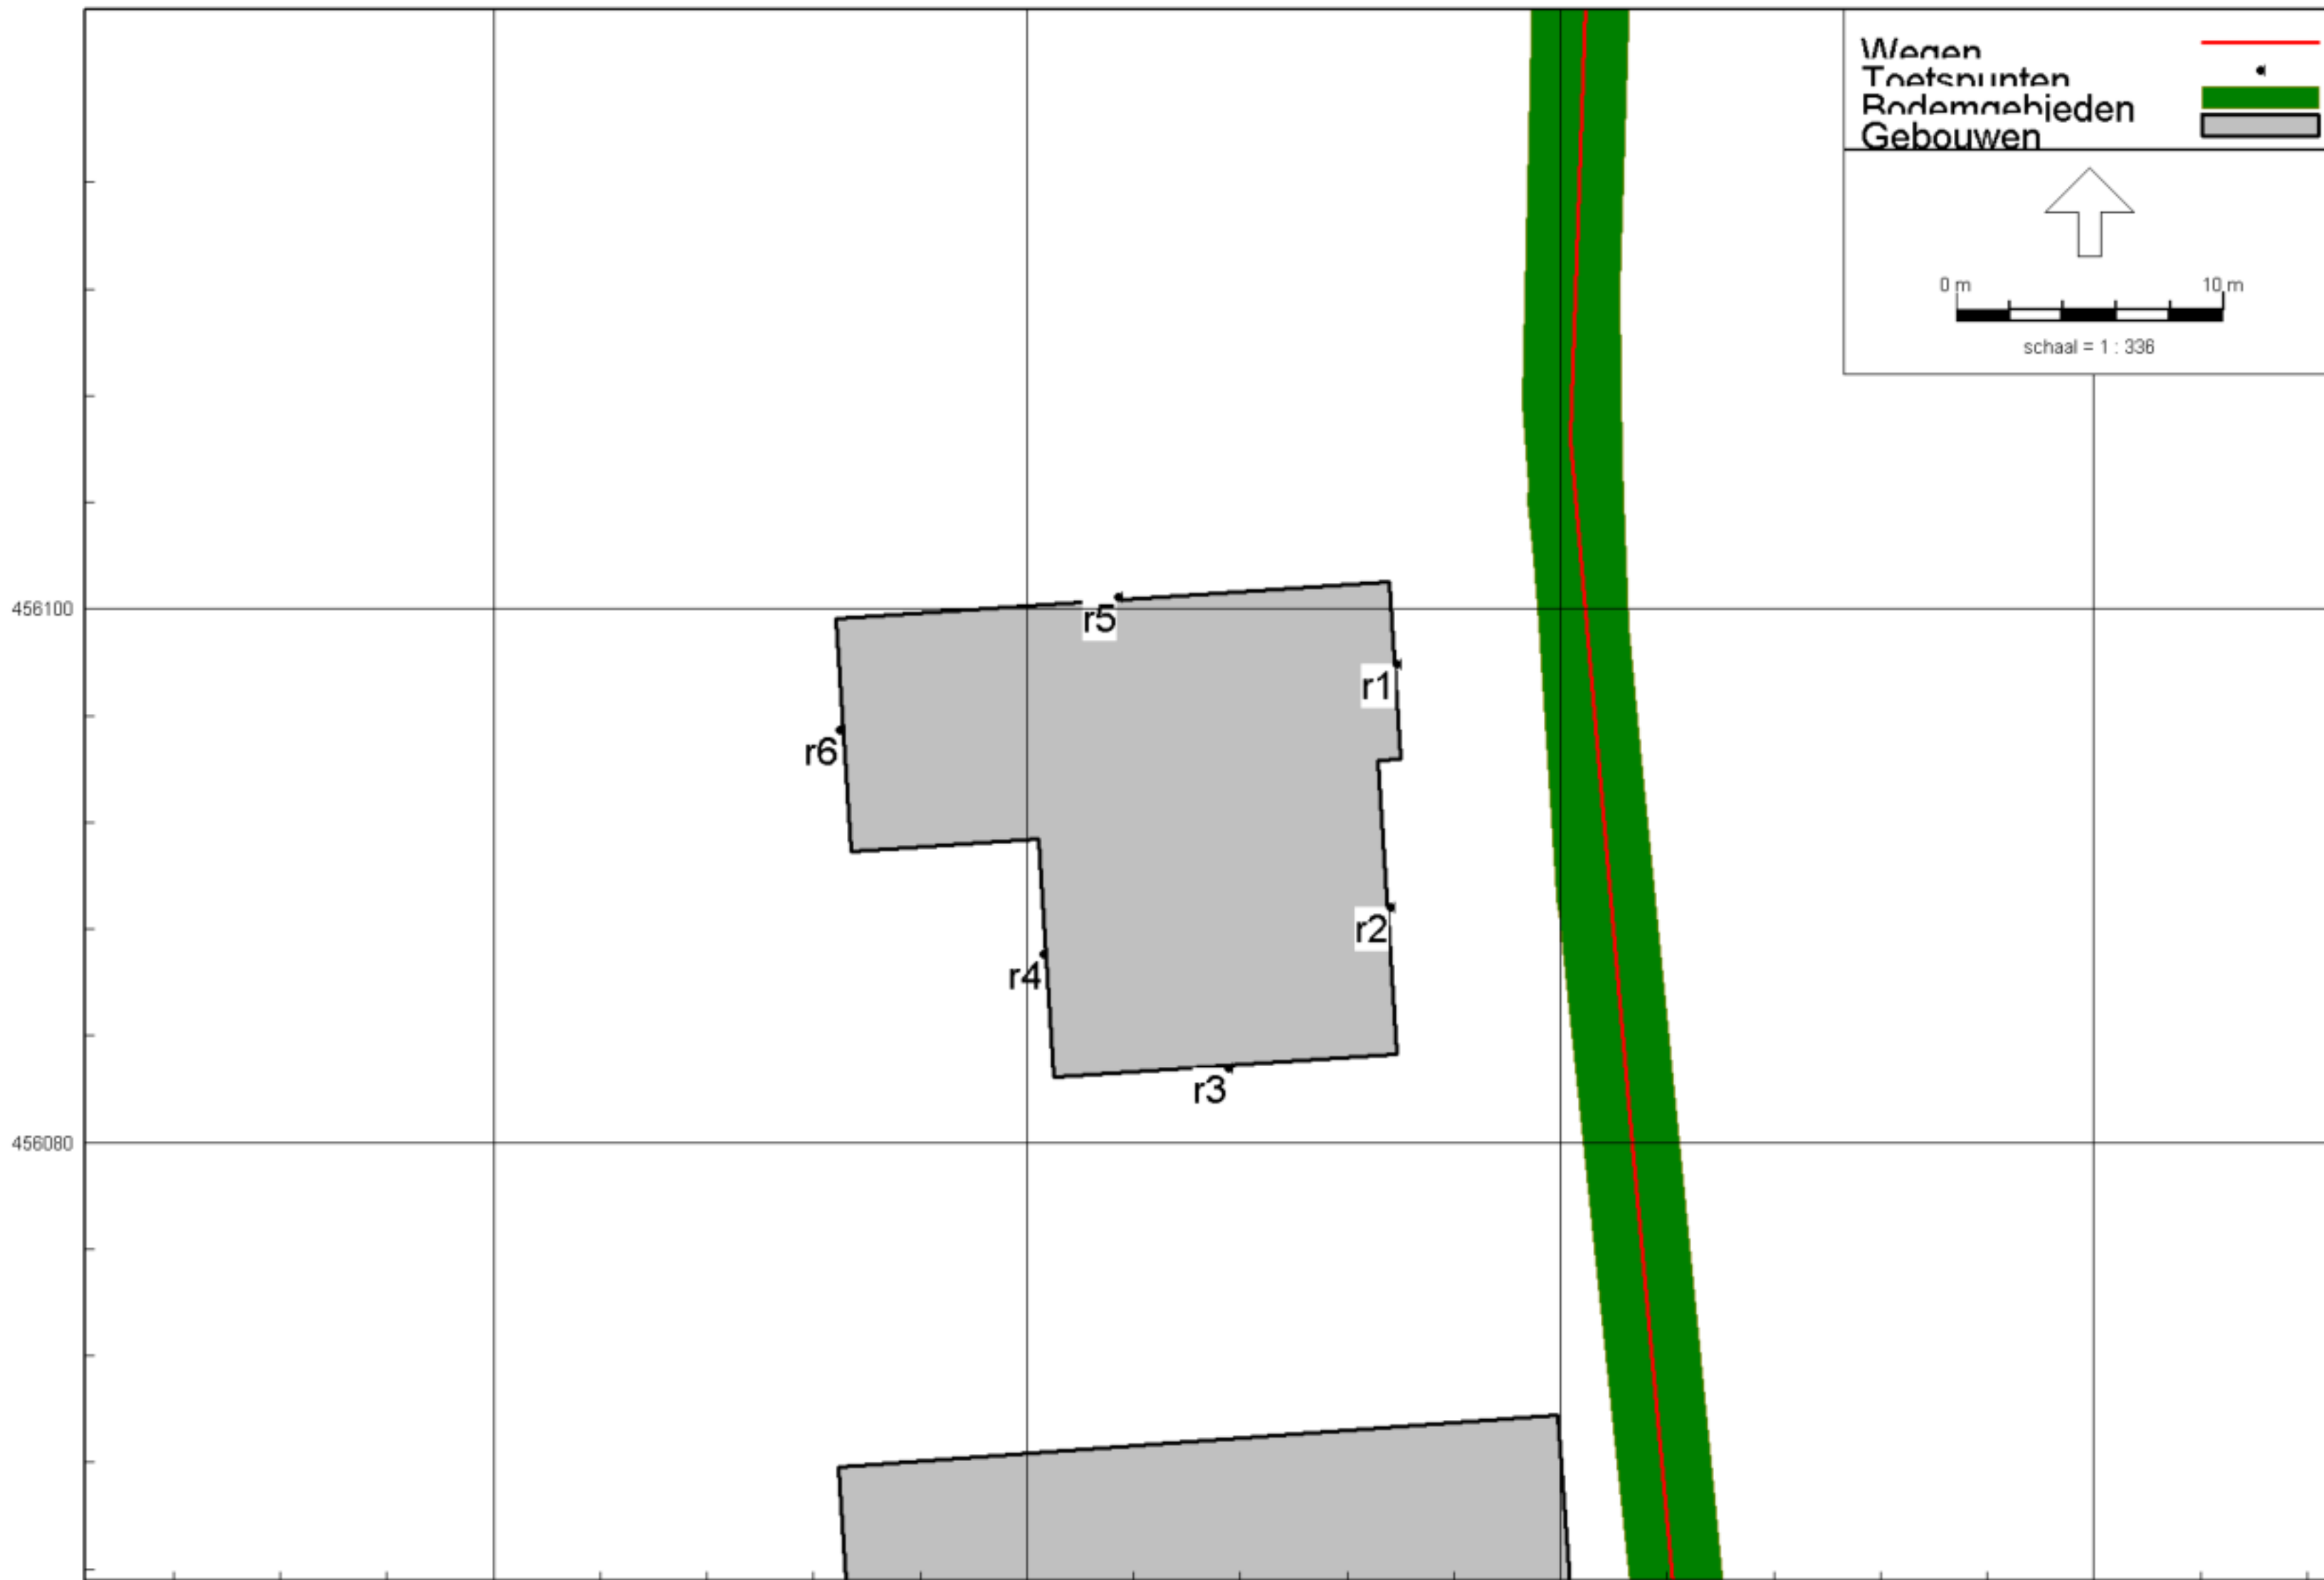 Wegen
Toetspunten
Bodemgebieden
Gebouwen
0 m 10 m
schaal = 1 : 336
456100
r5
r1
r6
r2
r4
r3
456080